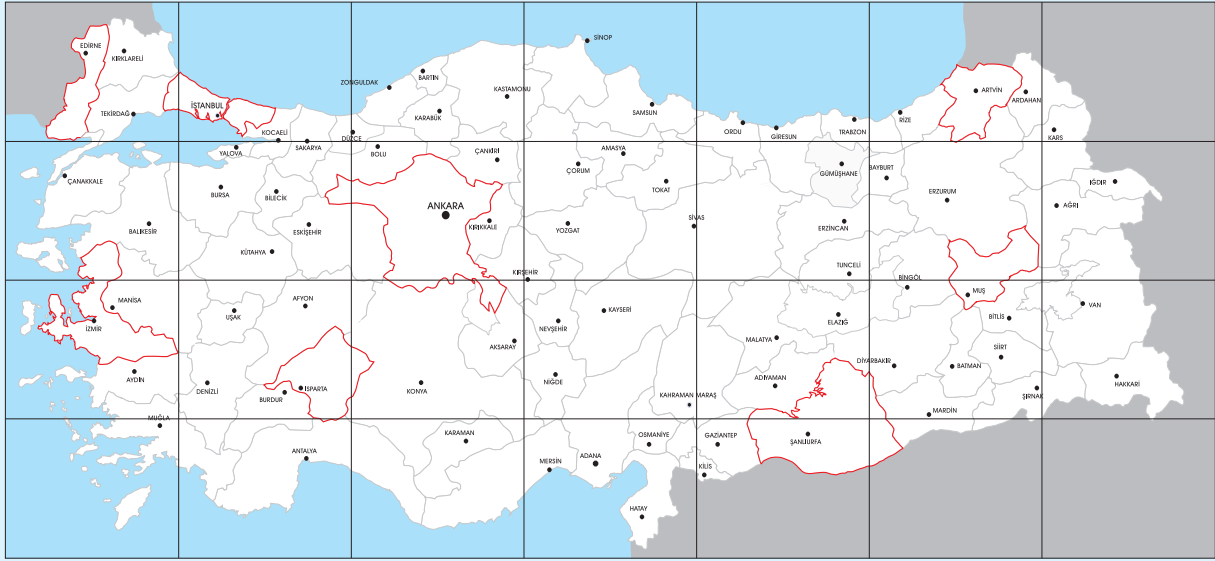 SİNOP
EDİRNE
KIRKLARELİ
ZONGULDAK
BARTIN
KASTAMONU
ARTVİN
ARDAHAN
TEKİRDAĞ
İSTANBUL
KARABÜK
SAMSUN
ORDU
GİRESUN
TRABZON
RİZE
KARS
KOCAELİ
SAKARYA
DÜZCE
YALOVA
BOLU
ÇANKIRI
AMASYA
ÇORUM
GÜMÜŞHANE
BAYBURT
ÇANAKKALE
BURSA
BİLECİK
TOKAT
ERZURUM
IĞDIR
ANKARA
AĞRI
BALIKESİR
ESKİŞEHİR
KIRIKKALE
YOZGAT
SİVAS
ERZİNCAN
KÜTAHYA
KIRŞEHİR
TUNCELİ
BİNGÖL
MANİSA
AFYON
MUŞ
VAN
İZMİR
UŞAK
NEVŞEHİR
KAYSERİ
ELAZIĞ
BİTLİS
AKSARAY
MALATYA
SİİRT
DİYARBAKIR
BATMAN
AYDIN
DENİZLİ
BURDUR
ISPARTA
KONYA
NİĞDE
ADIYAMAN
HAKKARİ
KAHRAMAN MARAŞ
ŞIRNAK
MUĞLA
MARDİN
KARAMAN
OSMANİYE
GAZİANTEP
ŞANLIURFA
ANTALYA
MERSİN
ADANA
KİLİS
HATAY